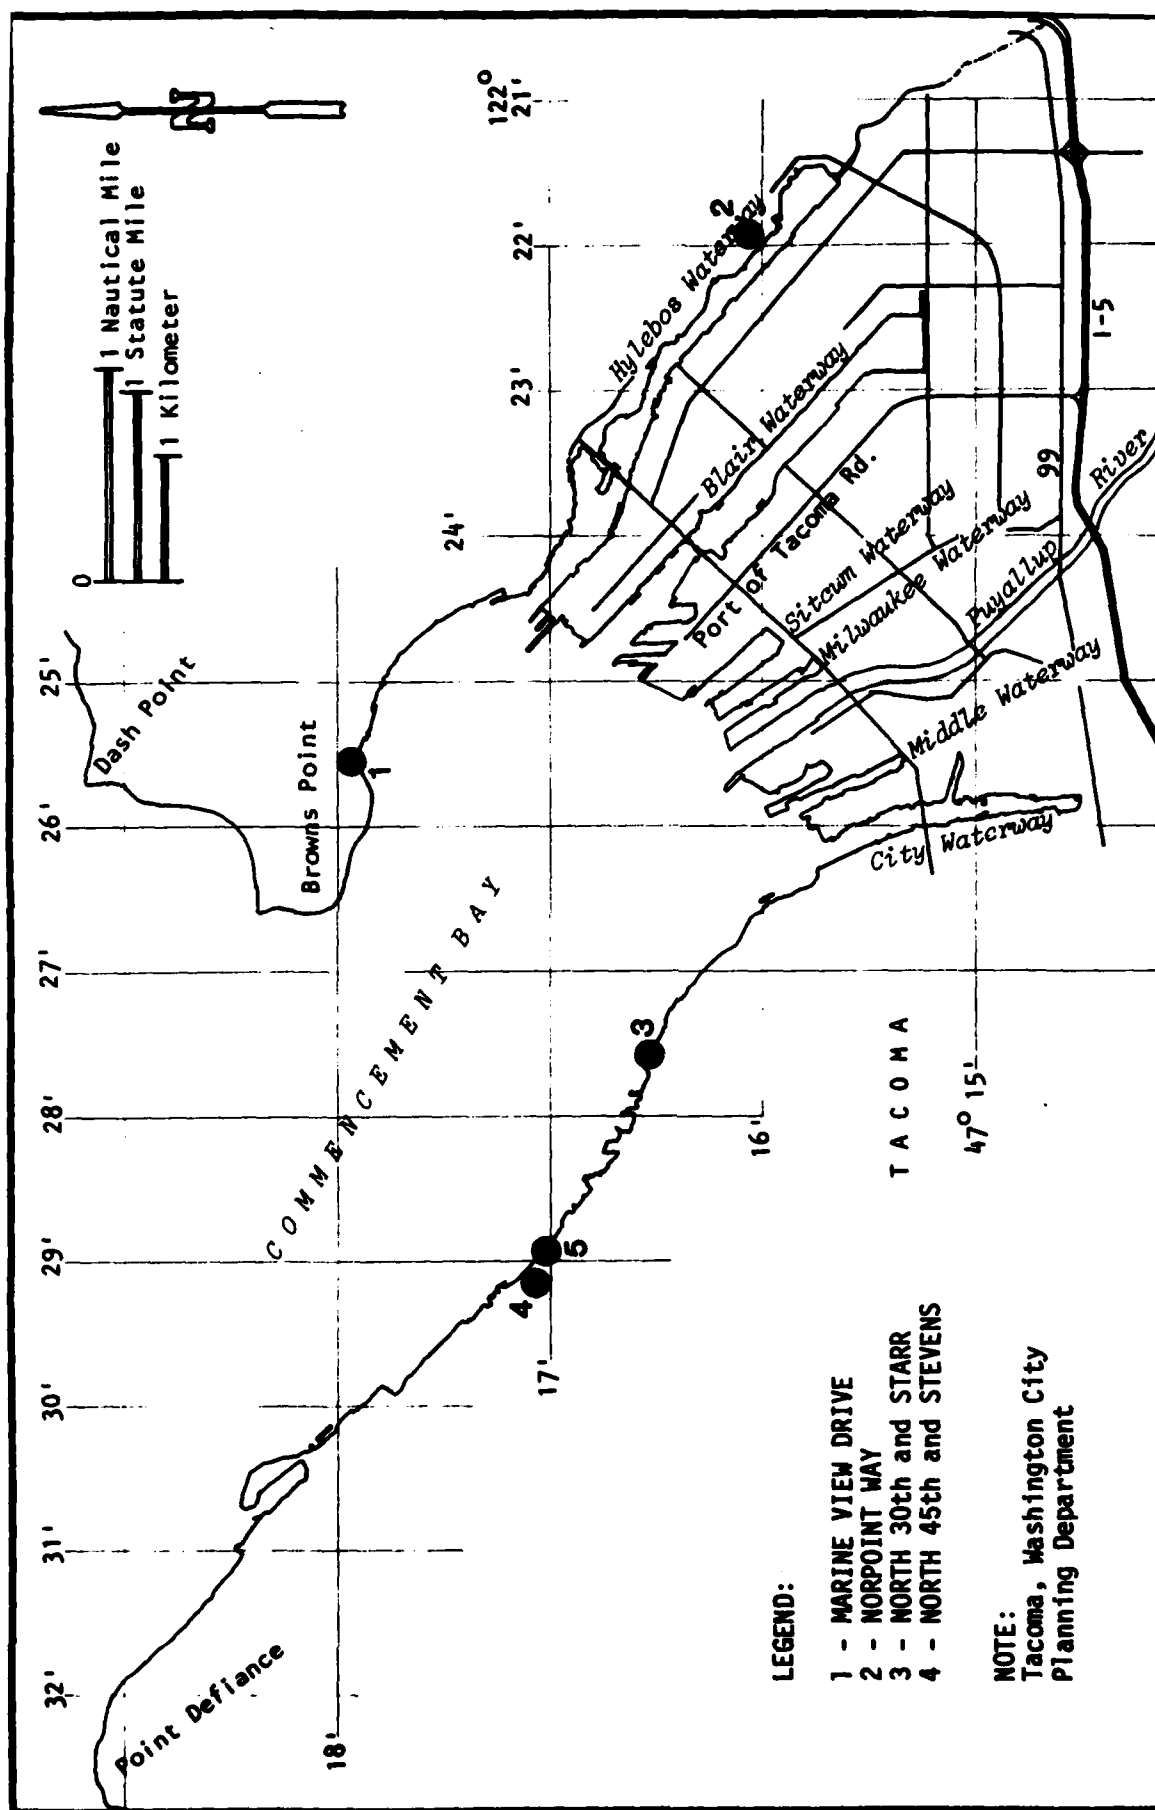 0
1 Nautical Mile
1 Statute Mile
1 Kilometer
N
32'
31'
30'
29'
28'
27'
26'
25'
24'
23'
22'
122°
21'
18'
17'
16'
47° 15'
Point Defiance
Dash Point
Browns Point
COMMENCEMENT BAY
TACOMA
1
2
3
4
5
Hylebos Waterway
Blair Waterway
Port of Tacoma Rd.
Sitcum Waterway
Milwaukee Waterway
Puyallup River
Middle Waterway
City Waterway
99
I-5
LEGEND:
1 - MARINE VIEW DRIVE
2 - NORPOINT WAY
3 - NORTH 30th and STARR
4 - NORTH 45th and STEVENS
NOTE:
Tacoma, Washington City
Planning Department